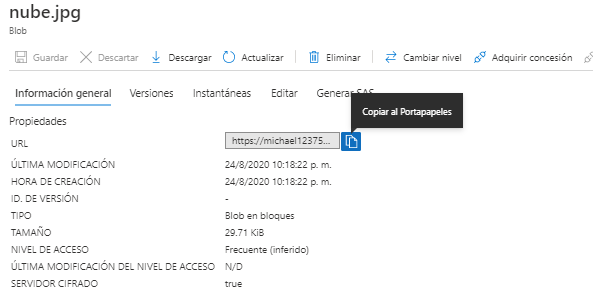 nube.jpg
Blob
Guardar Descartar Descargar Actualizar Eliminar Cambiar nivel Adquirir concesión
Información general Versiones Instantáneas Editar Generar SAS
Copiar al Portapapeles
Propiedades
URL https://michael12375...
ÚLTIMA MODIFICACIÓN 24/8/2020 10:18:22 p. m.
HORA DE CREACIÓN 24/8/2020 10:18:22 p. m.
ID. DE VERSIÓN -
TIPO Blob en bloques
TAMAÑO 29.71 KiB
NIVEL DE ACCESO Frecuente (inferido)
ÚLTIMA MODIFICACIÓN DEL NIVEL DE ACCESO N/D
SERVIDOR CIFRADO true